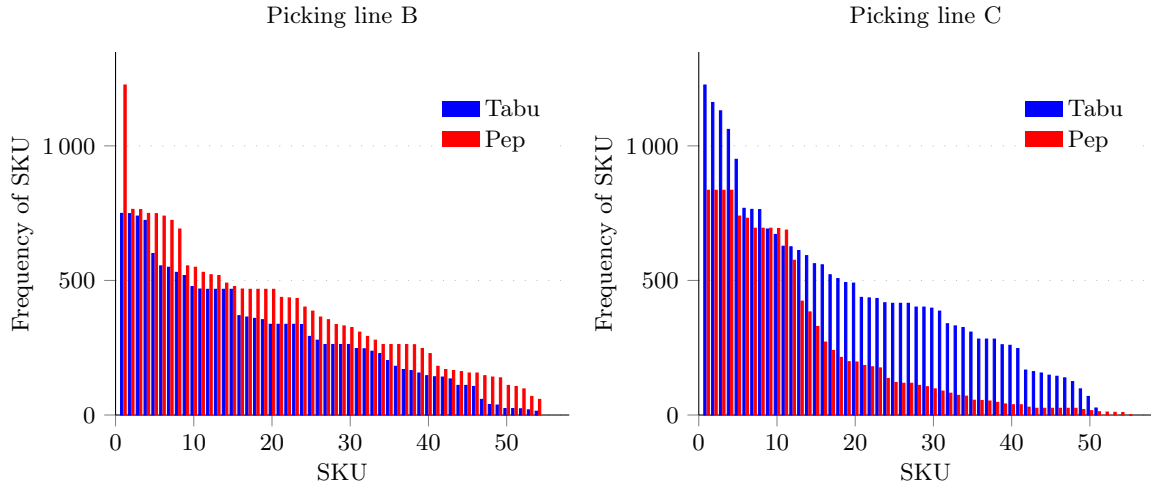 Picking line B
Frequency of SKU
1 000
500
0
0 10 20 30 40 50
SKU
Tabu
Pep
Picking line C
Frequency of SKU
1 000
500
0
0 10 20 30 40 50
SKU
Tabu
Pep